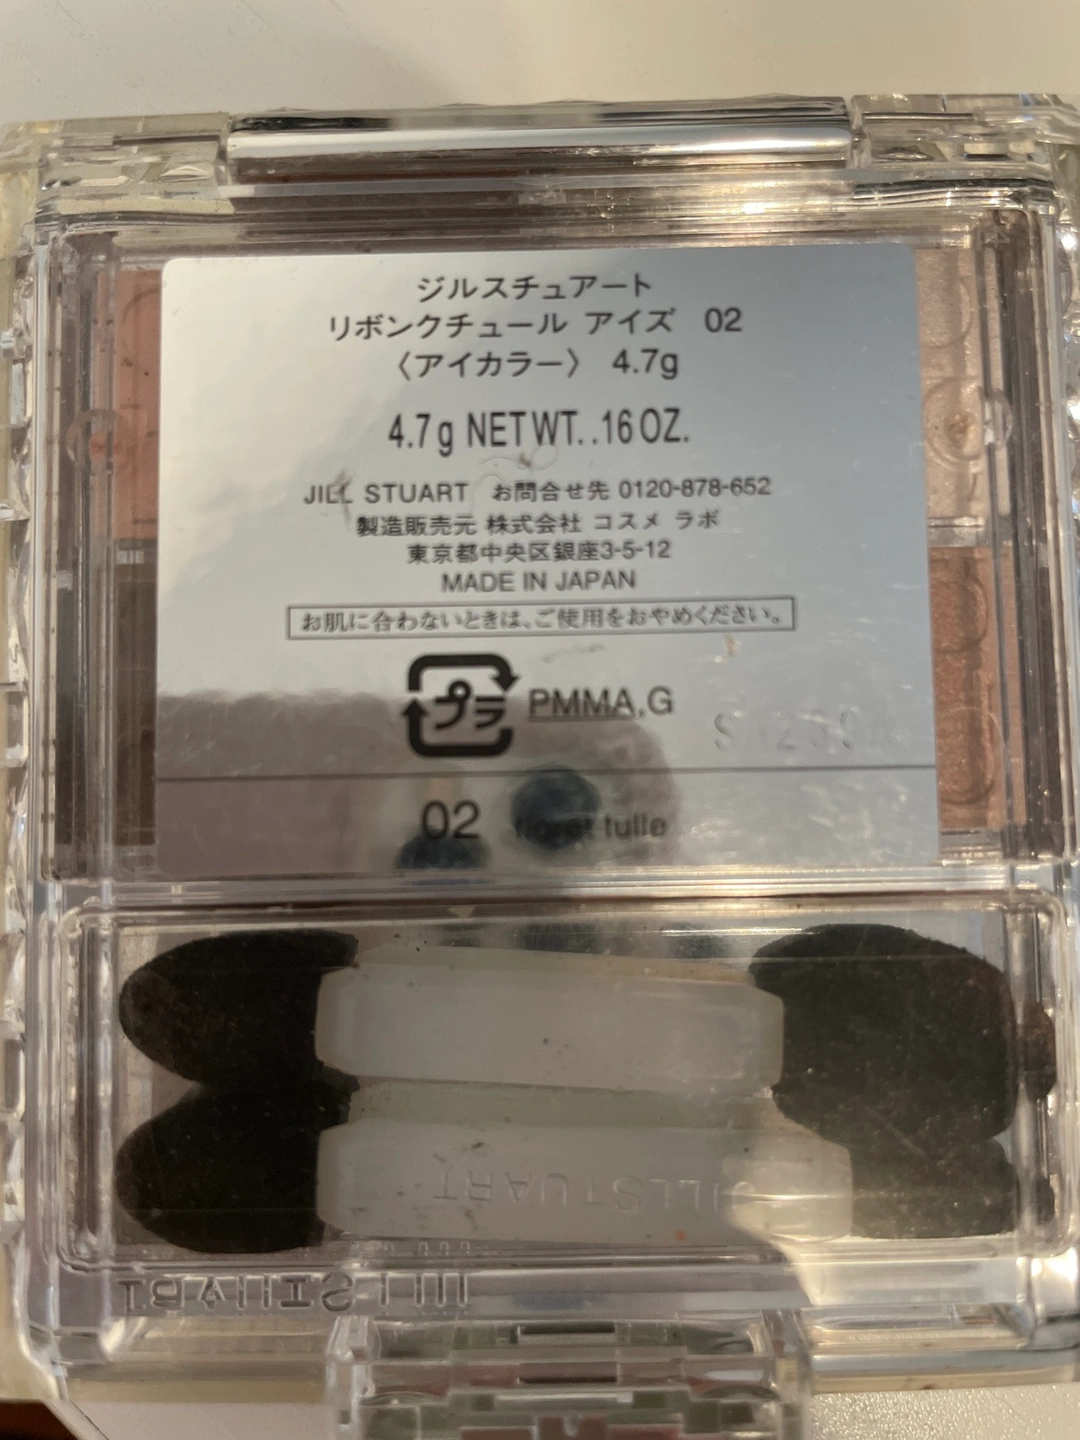 ジルスチュアート
リボンクチュール アイズ 02
〈アイカラー〉 4.7g
4.7g NET WT. .16 OZ.
JILL STUART お問合せ先 0120-878-652
製造販売元 株式会社 コスメ ラボ
東京都中央区銀座3-5-12
MADE IN JAPAN
お肌に合わないときは、ご使用をおやめください。
プラ PMMA,G
02 floret tulle
JILLSTUART
JILLSTUART